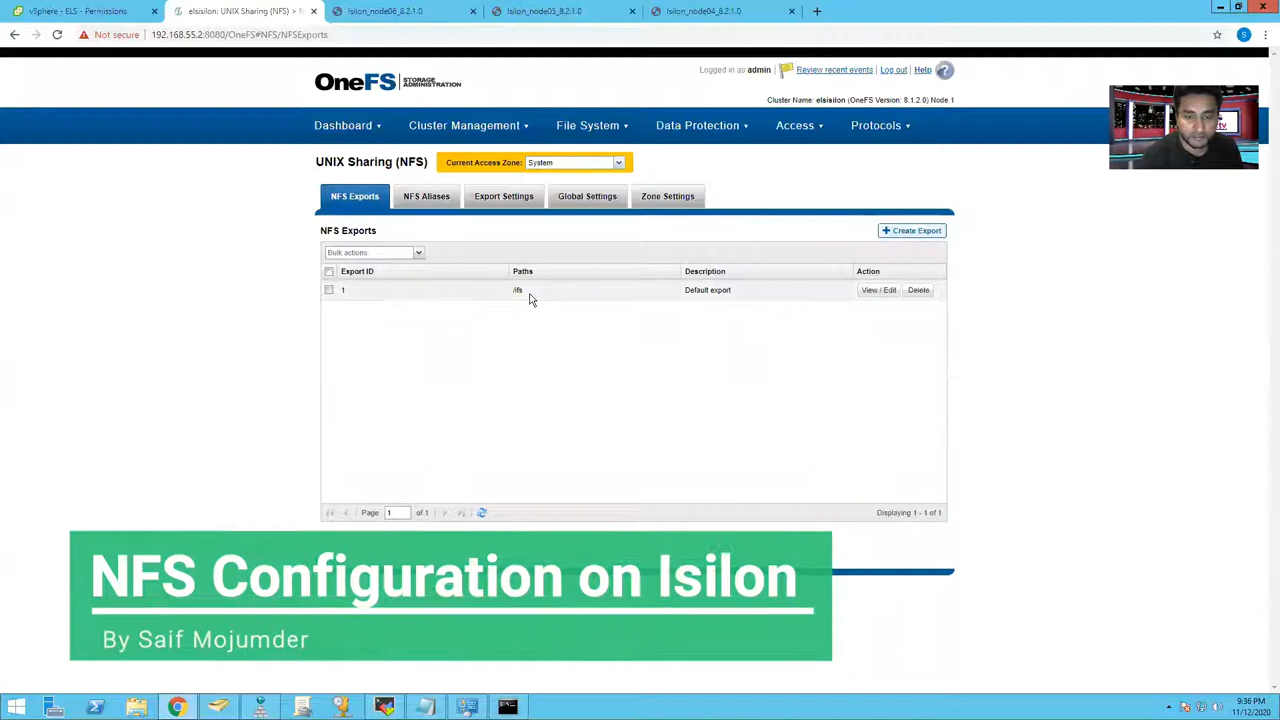 vSphere - ELS - Permissions
elsisilon: UNIX Sharing (NFS) >
Isilon_node06_8.2.1.0
Isilon_node05_8.2.1.0
Isilon_node04_8.2.1.0
Not secure
192.168.55.2:8080/OneFS#NFS/NFSExports
S
OneFS STORAGE ADMINISTRATION
Logged in as admin
Review recent events
Log out
Help
Cluster Name: elsisilon (OneFS Version: 8.1.2.0) Node 1
Dashboard
Cluster Management
File System
Data Protection
Access
Protocols
UNIX Sharing (NFS)
Current Access Zone: System
NFS Exports
NFS Aliases
Export Settings
Global Settings
Zone Settings
NFS Exports
Create Export
Bulk actions
Export ID
Paths
Description
Action
1
/ifs
Default export
View / Edit
Delete
Page 1 of 1
Displaying 1 - 1 of 1
NFS Configuration on Isilon
By Saif Mojumder
9:36 PM
11/12/2020